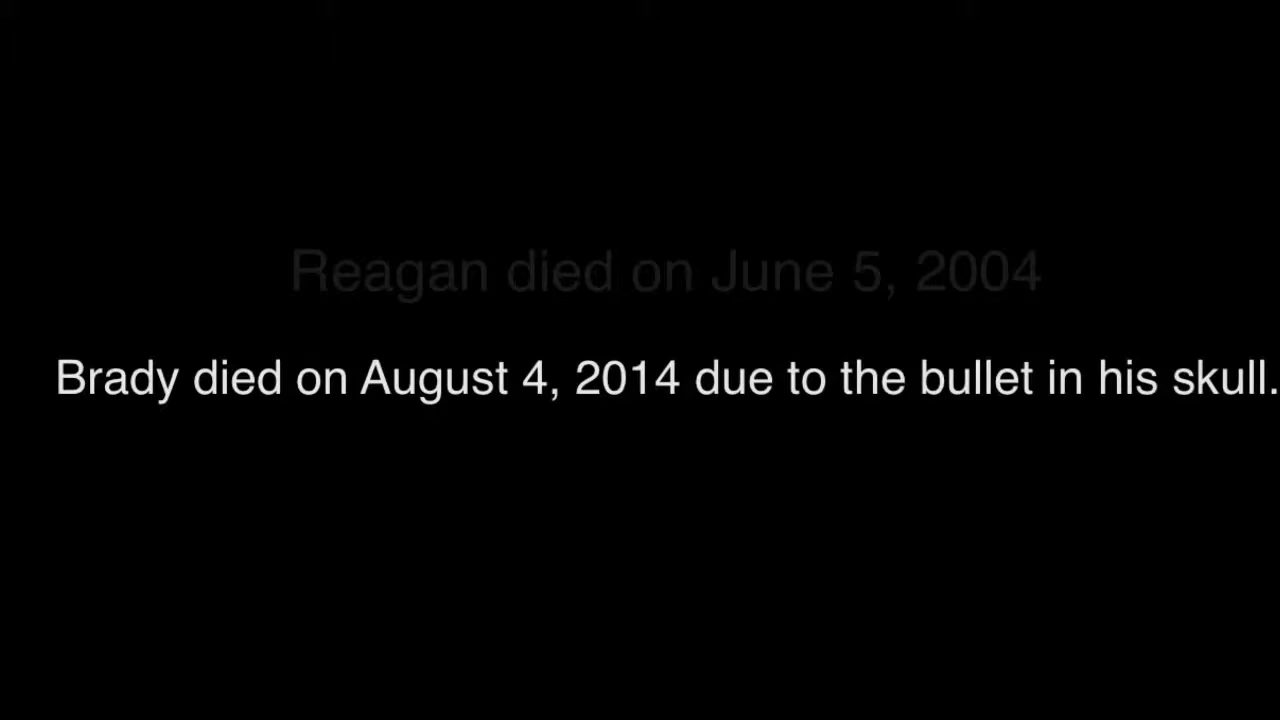 Reagan died on June 5, 2004
Brady died on August 4, 2014 due to the bullet in his skull.